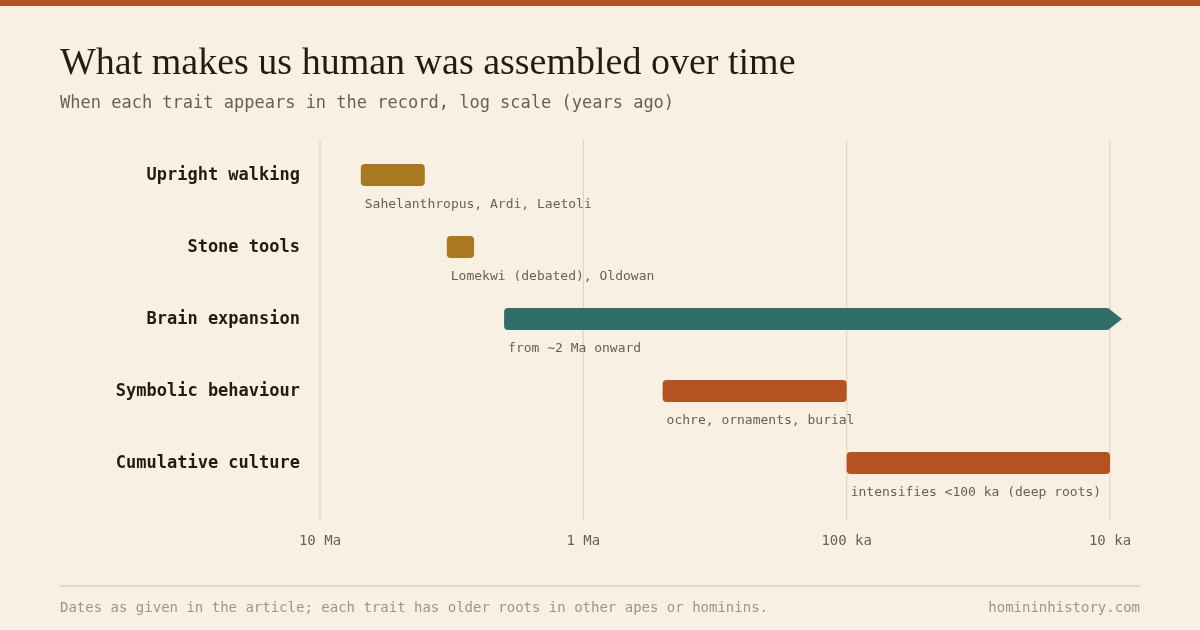 What makes us human was assembled over time
When each trait appears in the record, log scale (years ago)
Upright walking
Sahelanthropus, Ardi, Laetoli
Stone tools
Lomekwi (debated), Oldowan
Brain expansion
from ~2 Ma onward
Symbolic behaviour
ochre, ornaments, burial
Cumulative culture
intensifies <100 ka (deep roots)
10 Ma 1 Ma 100 ka 10 ka
Dates as given in the article; each trait has older roots in other apes or hominins. homininhistory.com